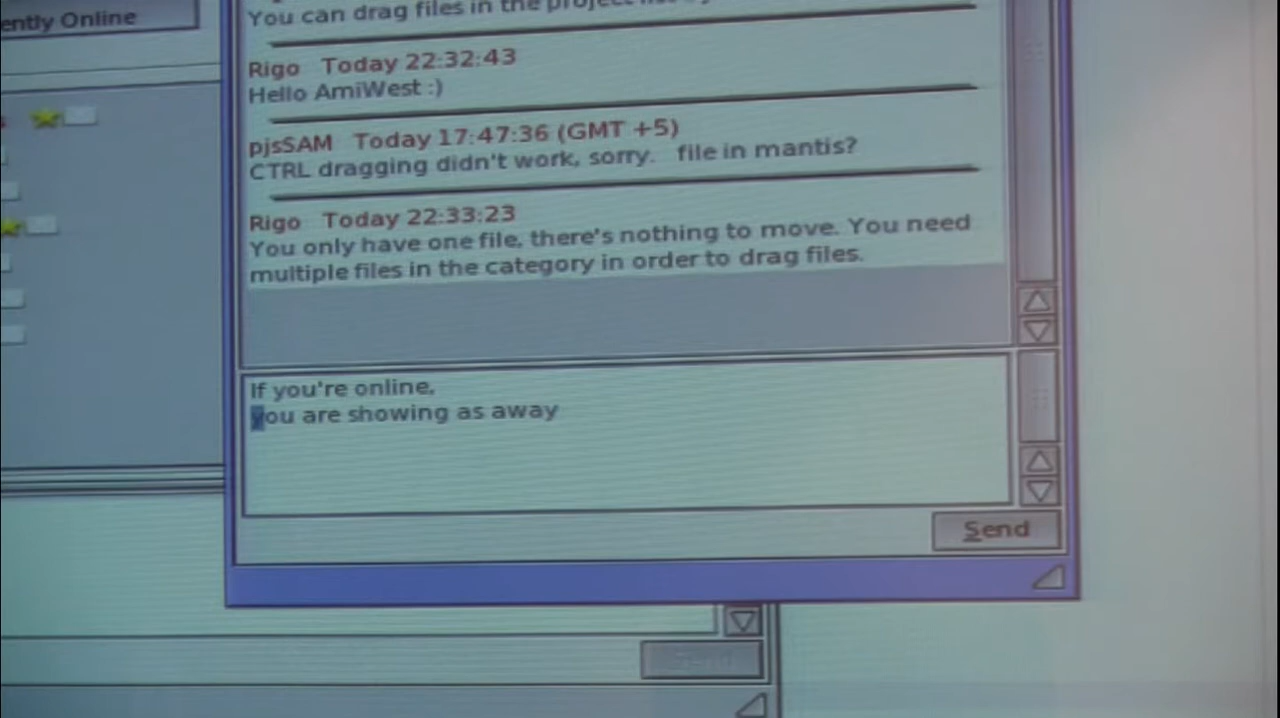 ently Online
You can drag files in the project
Rigo Today 22:32:43
Hello AmiWest :)
pjsSAM Today 17:47:36 (GMT +5)
CTRL dragging didn't work, sorry. file in mantis?
Rigo Today 22:33:23
You only have one file, there's nothing to move. You need
multiple files in the category in order to drag files.
If you're online,
you are showing as away
Send
Send